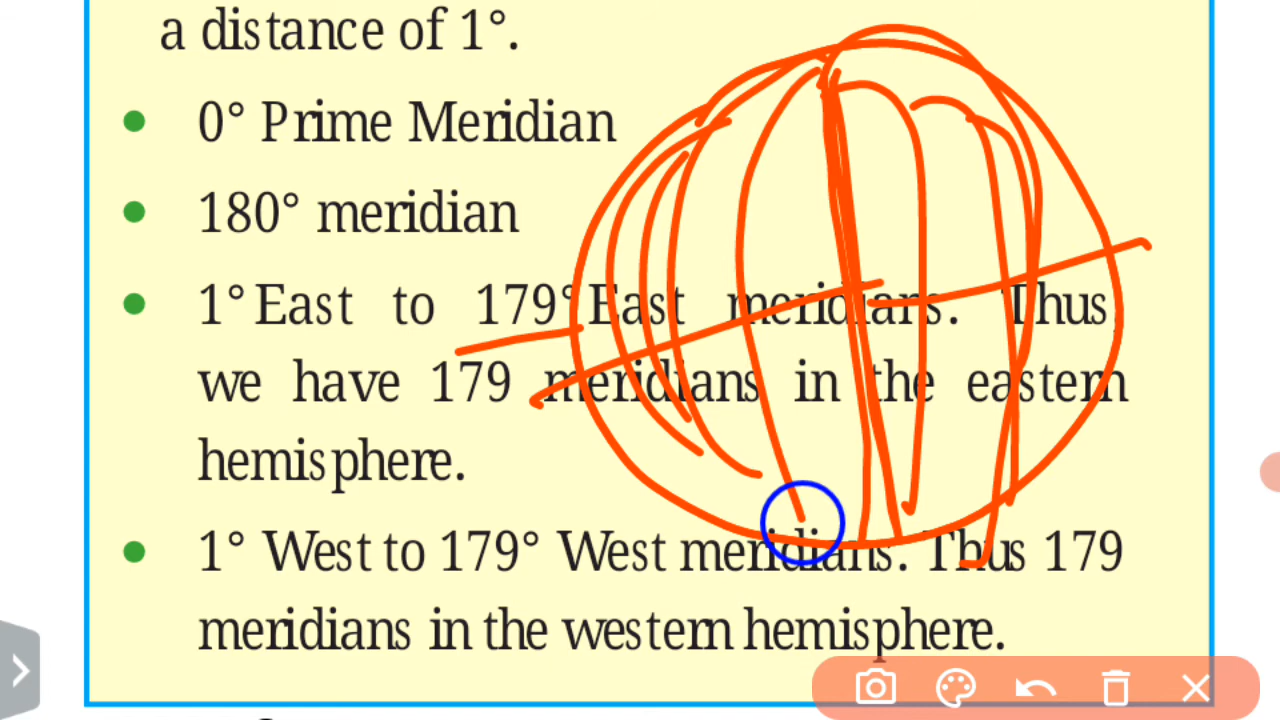 a distance of 1°.
• 0° Prime Meridian
• 180° meridian
• 1° East to 179° East meridians. Thus,
we have 179 meridians in the eastern
hemisphere.
• 1° West to 179° West meridians. Thus 179
meridians in the western hemisphere.